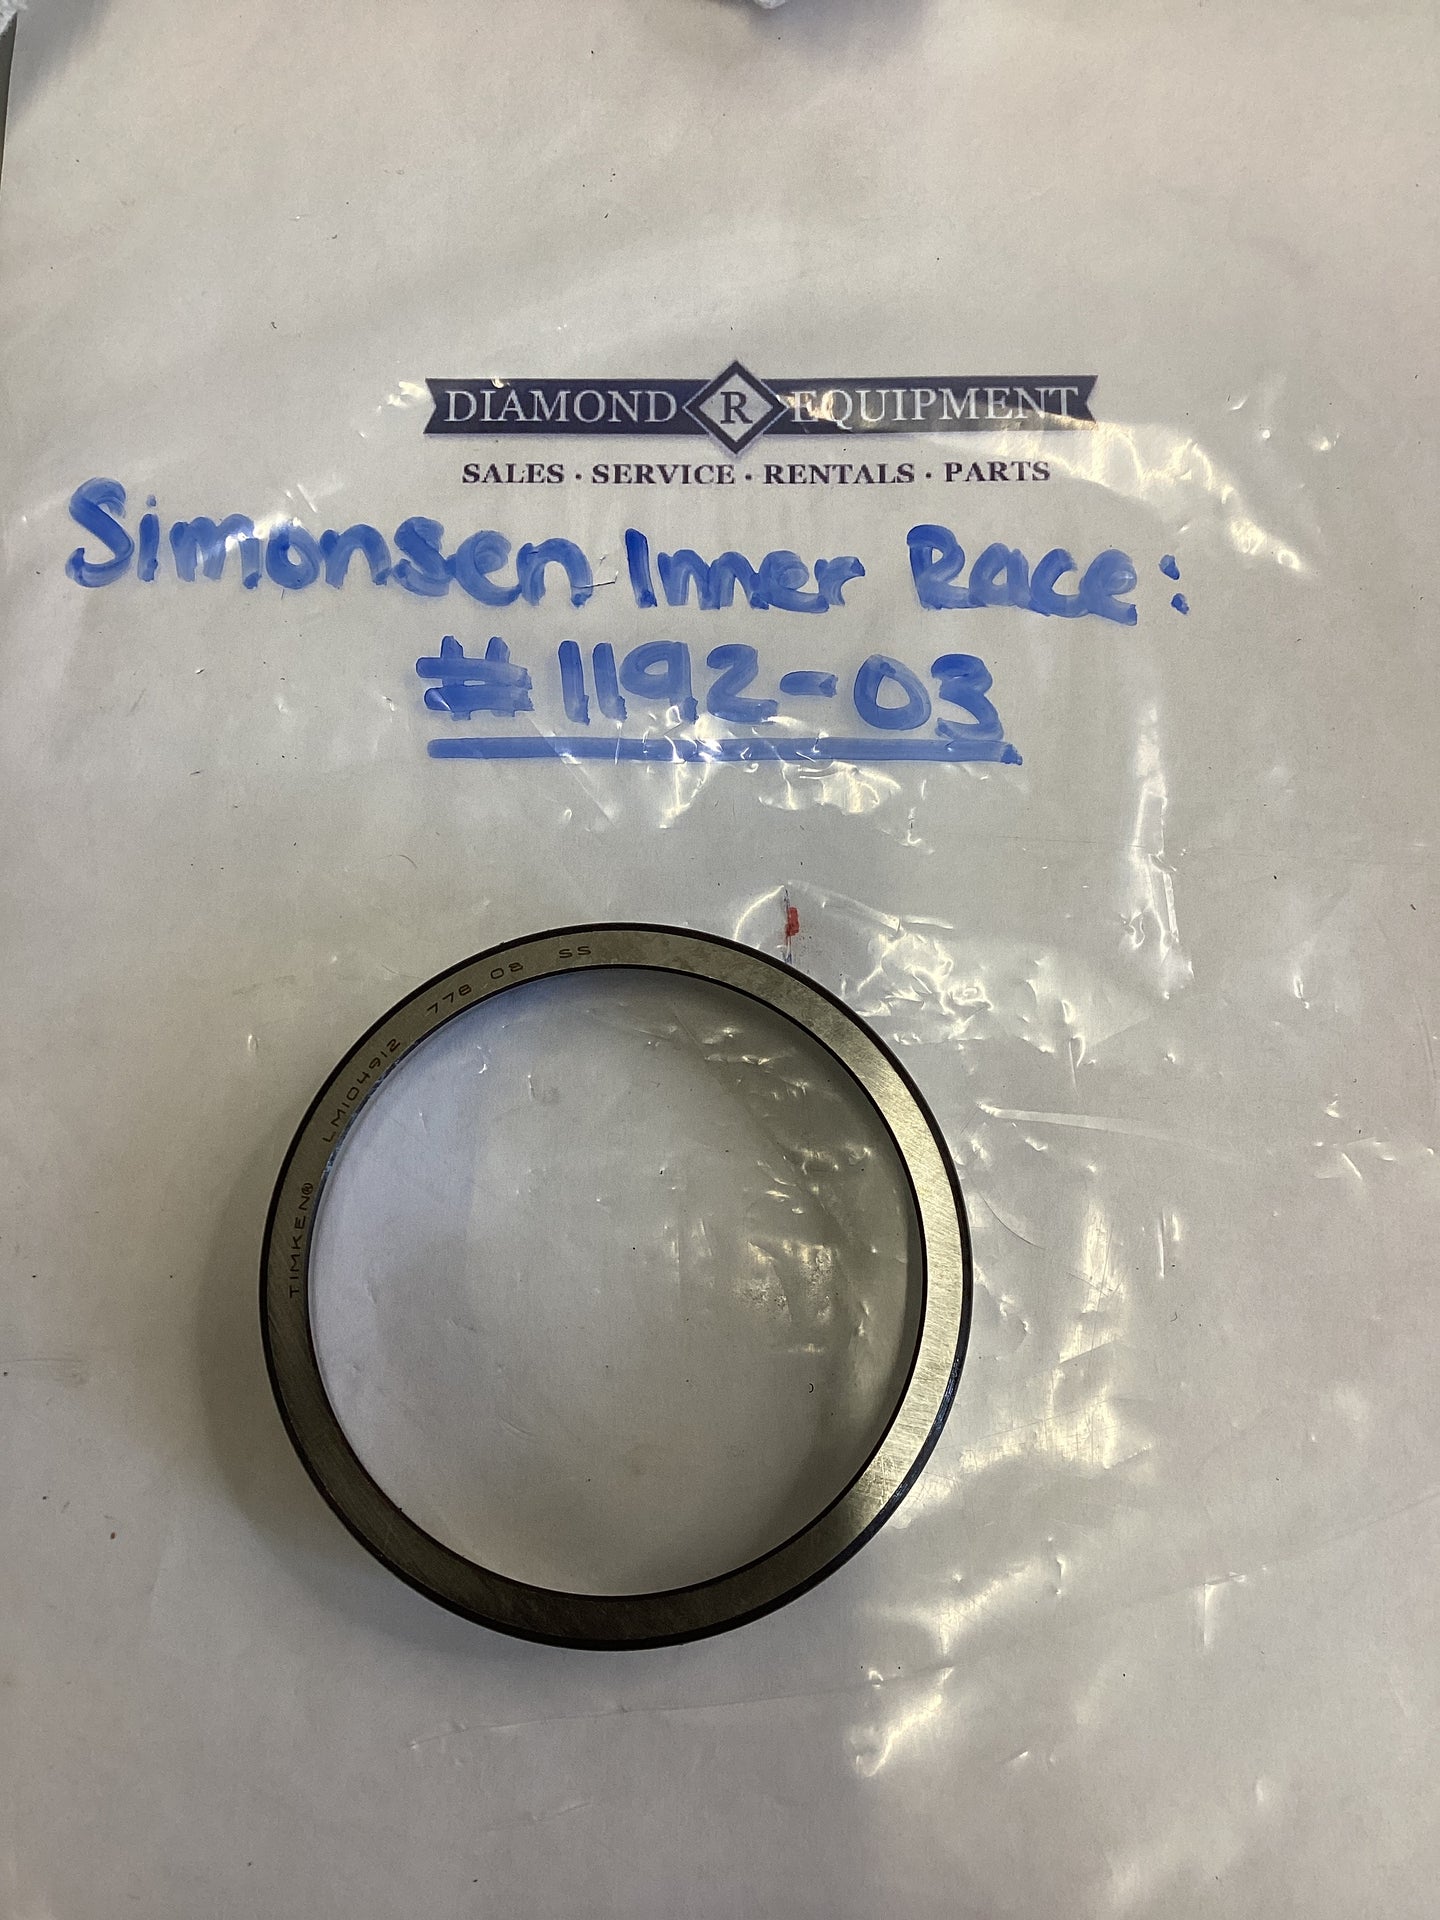 DIAMOND R EQUIPMENT
SALES · SERVICE · RENTALS · PARTS
Simonsen Inner Race:
#1192-03
TIMKEN® LM104912 778 08 SS